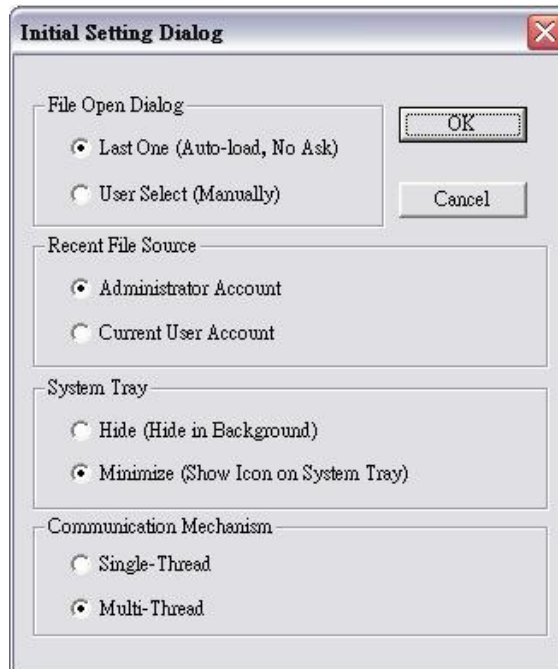 Initial Setting Dialog
File Open Dialog
Last One (Auto-load, No Ask)
User Select (Manually)
OK
Cancel
Recent File Source
Administrator Account
Current User Account
System Tray
Hide (Hide in Background)
Minimize (Show Icon on System Tray)
Communication Mechanism
Single-Thread
Multi-Thread